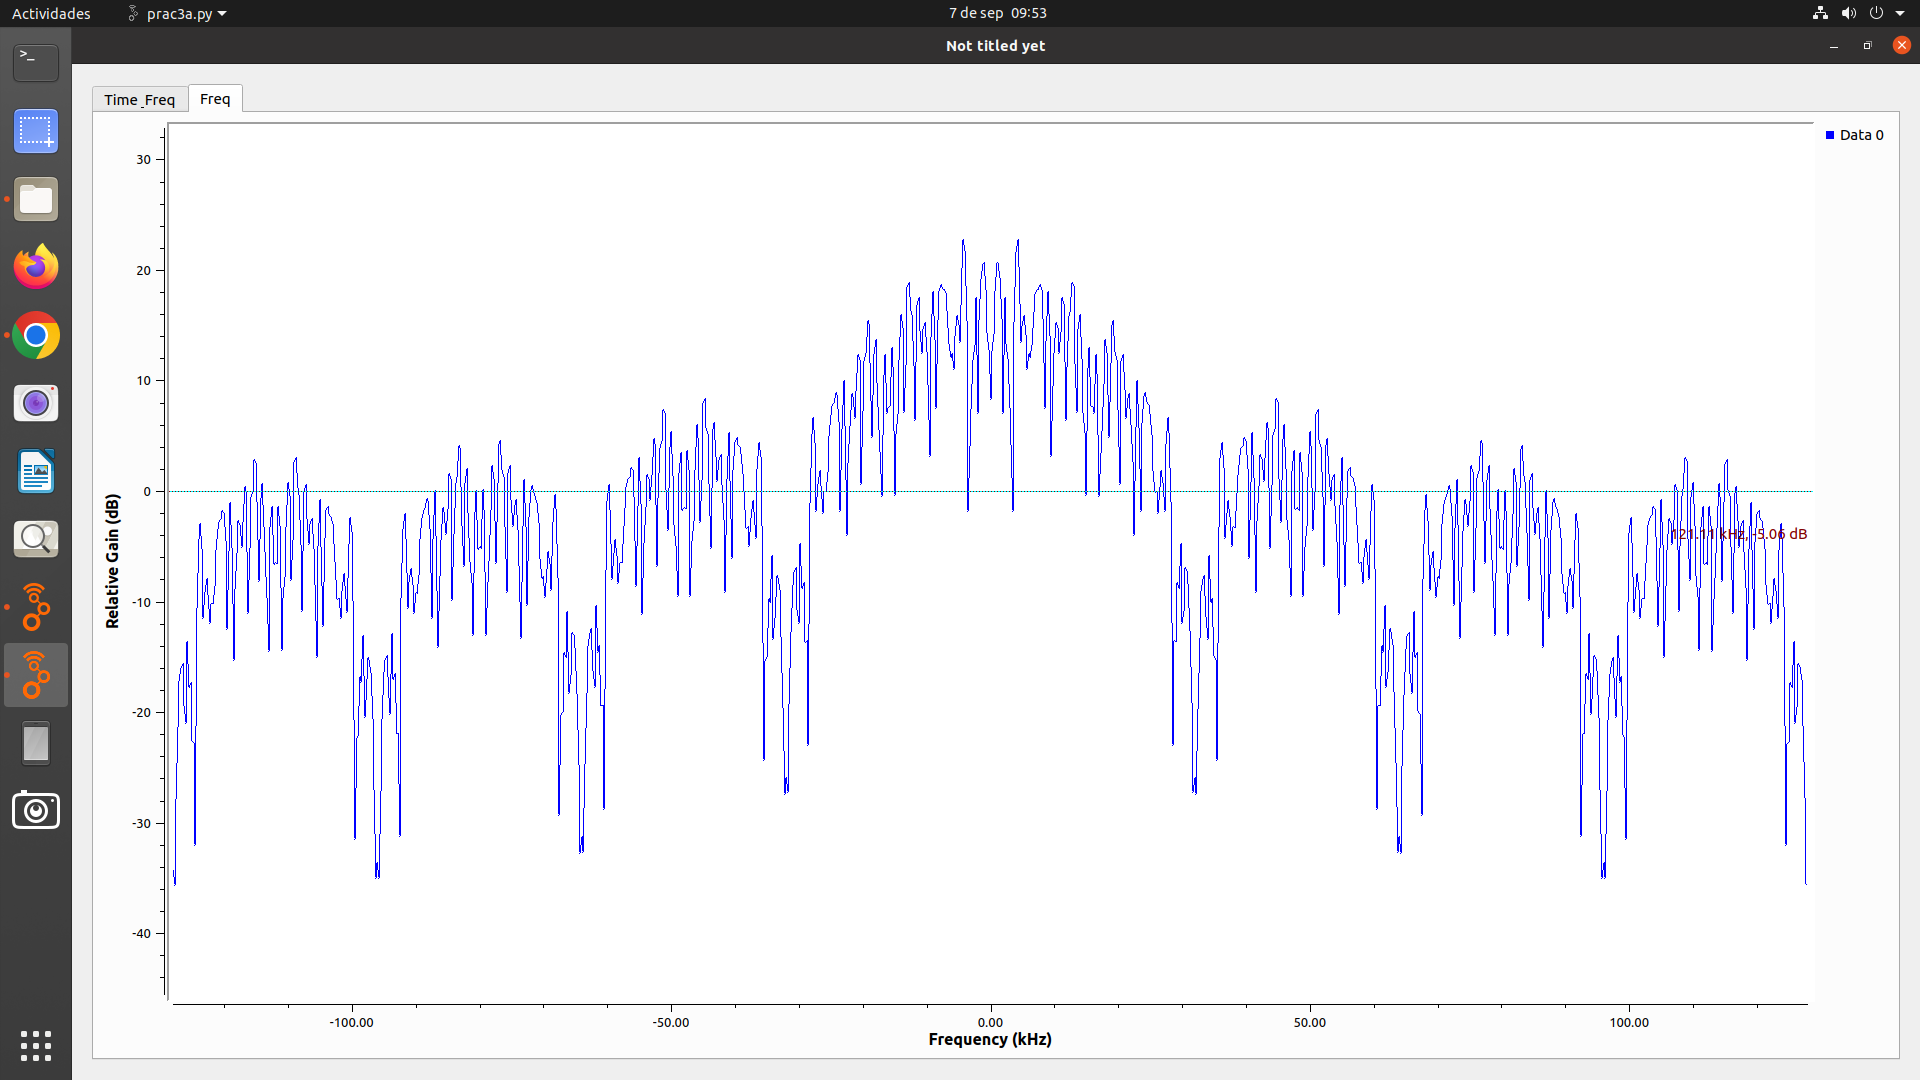 Actividades
prac3a.py
7 de sep 09:53
Not titled yet
>_
Time_Freq
Freq
Data 0
30
20
10
0
-10
-20
-30
-40
Relative Gain (dB)
121.11 kHz, -5.06 dB
-100.00
-50.00
0.00
50.00
100.00
Frequency (kHz)